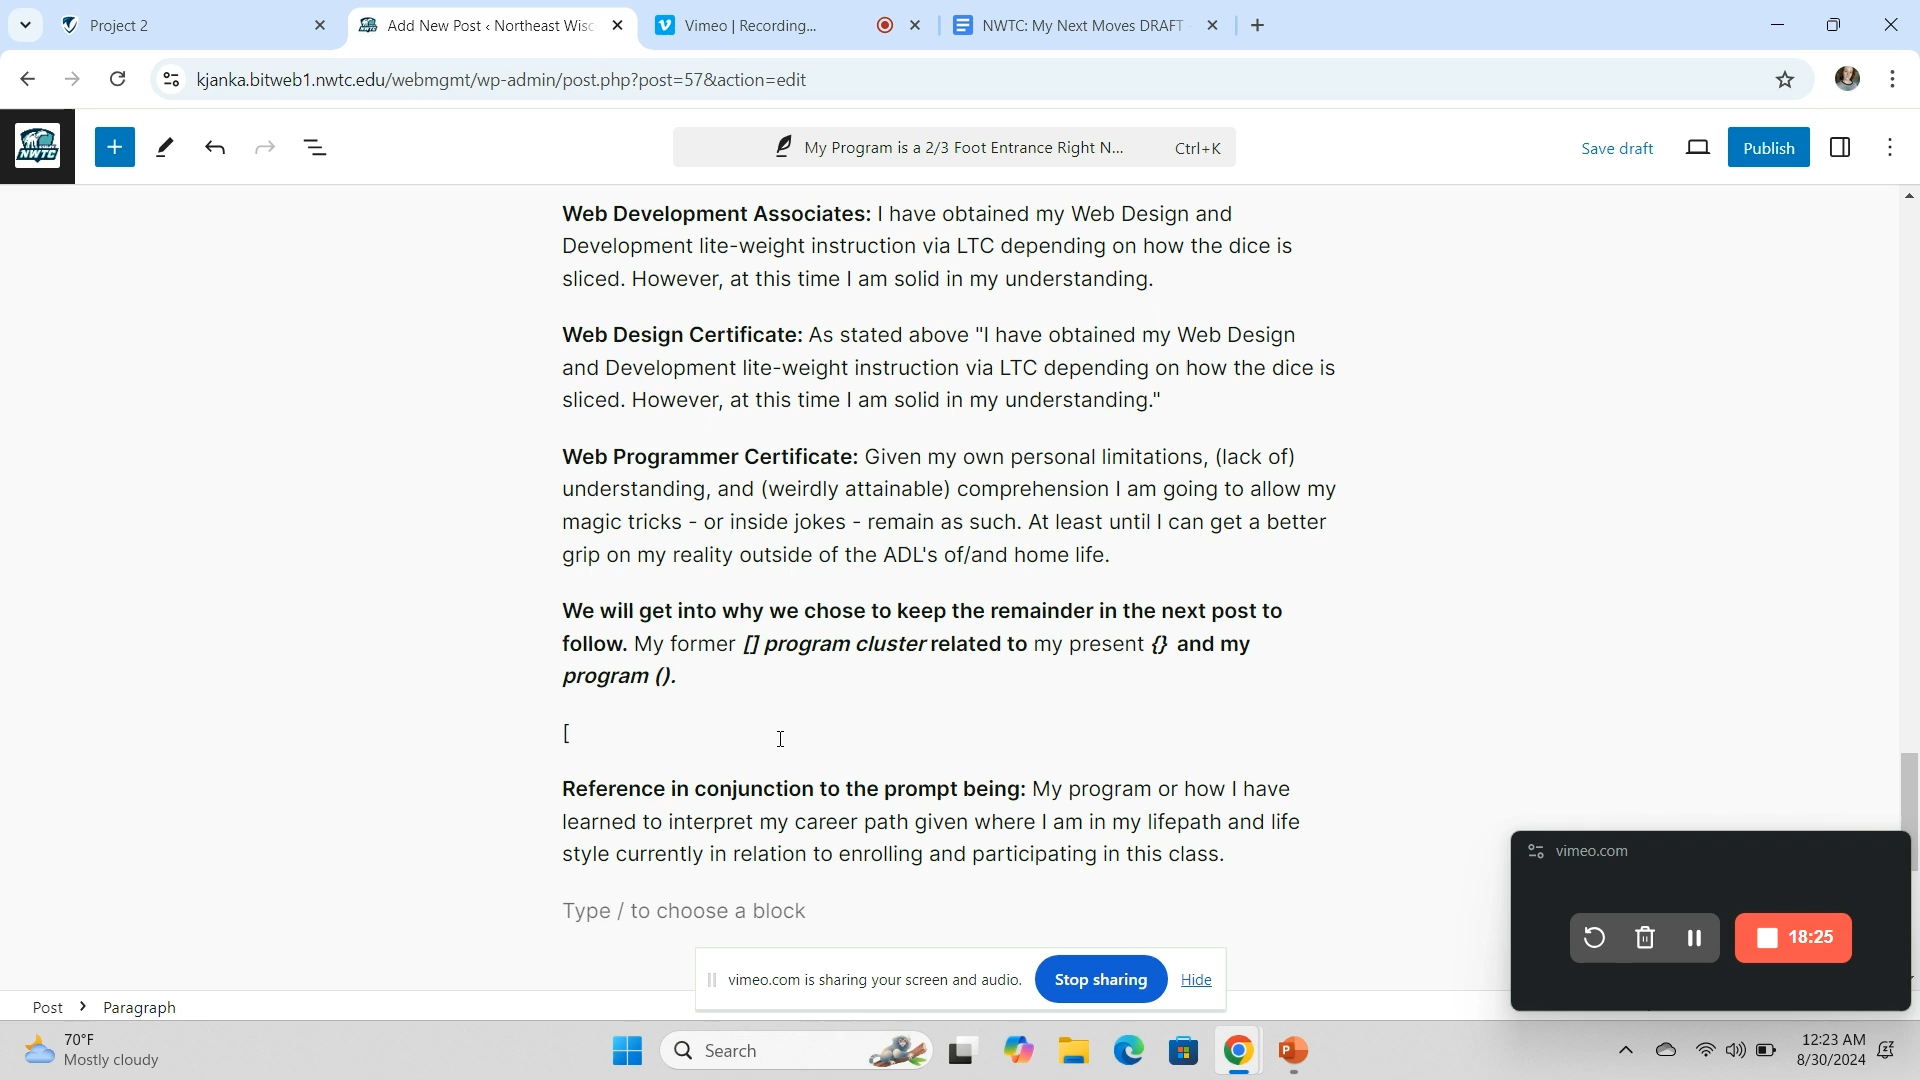 Project 2
Add New Post ‹ Northeast Wisc
Vimeo | Recording...
NWTC: My Next Moves DRAFT
kjanka.bitweb1.nwtc.edu/webmgmt/wp-admin/post.php?post=57&action=edit
NWTC
My Program is a 2/3 Foot Entrance Right N... Ctrl+K
Save draft
Publish
Web Development Associates: I have obtained my Web Design and
Development lite-weight instruction via LTC depending on how the dice is
sliced. However, at this time I am solid in my understanding.
Web Design Certificate: As stated above "I have obtained my Web Design
and Development lite-weight instruction via LTC depending on how the dice is
sliced. However, at this time I am solid in my understanding."
Web Programmer Certificate: Given my own personal limitations, (lack of)
understanding, and (weirdly attainable) comprehension I am going to allow my
magic tricks - or inside jokes - remain as such. At least until I can get a better
grip on my reality outside of the ADL's of/and home life.
We will get into why we chose to keep the remainder in the next post to
follow. My former [] program cluster related to my present {} and my
program ().
[
Reference in conjunction to the prompt being: My program or how I have
learned to interpret my career path given where I am in my lifepath and life
style currently in relation to enrolling and participating in this class.
Type / to choose a block
vimeo.com
18:25
vimeo.com is sharing your screen and audio.
Stop sharing
Hide
Post
Paragraph
70°F
Mostly cloudy
Search
12:23 AM
8/30/2024